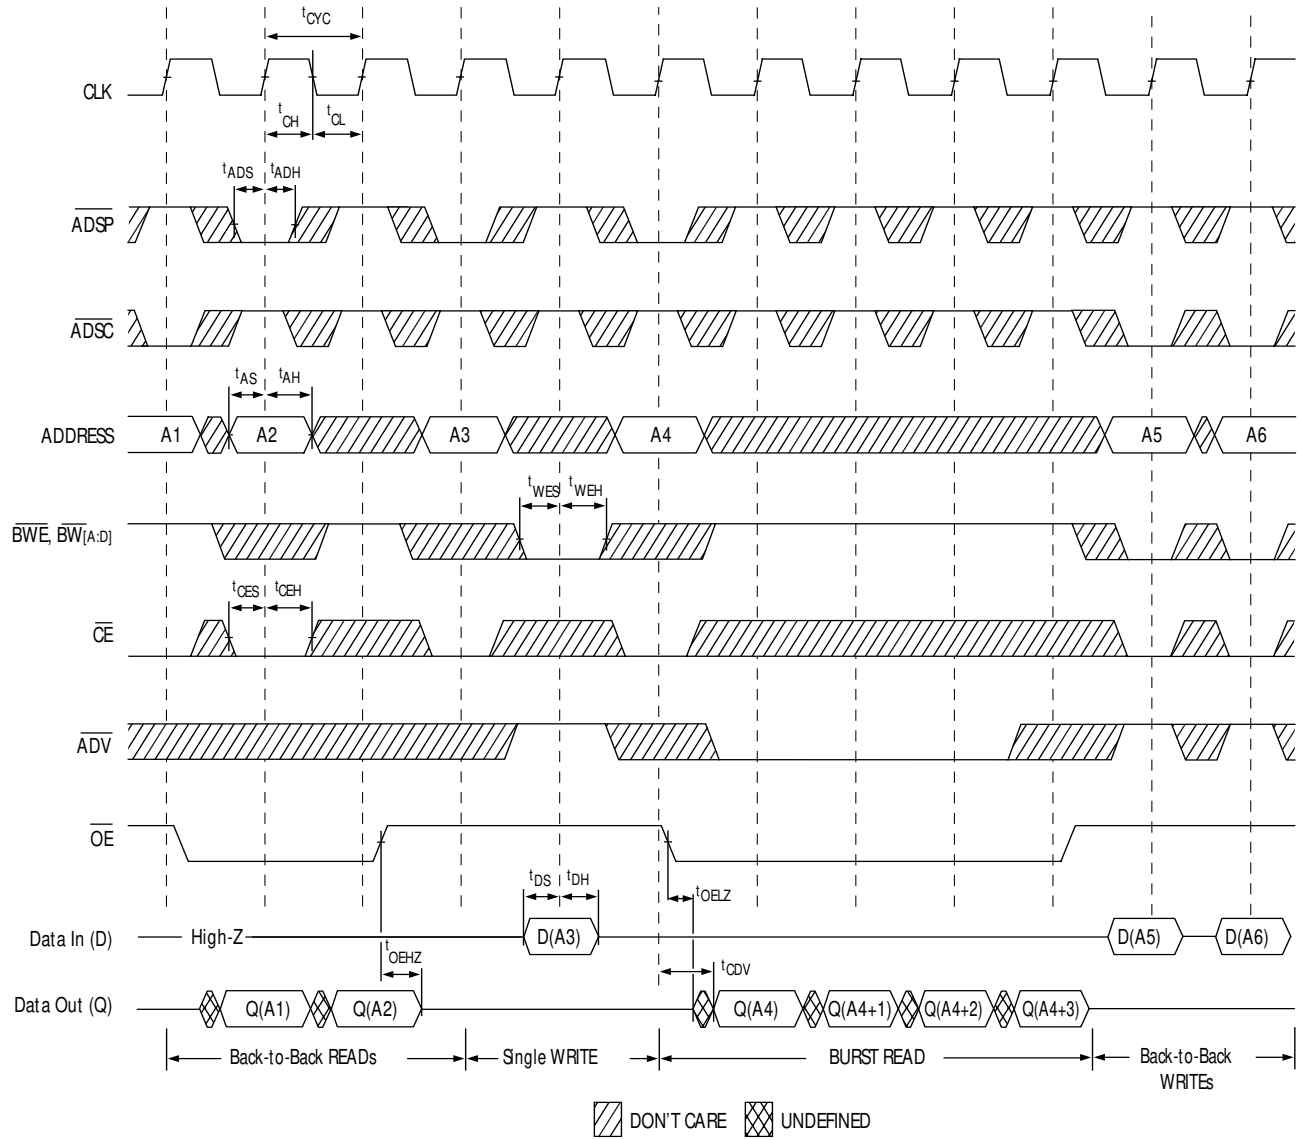 tCYC
CLK
tCH
tCL
tADS
tADH
ADSP
ADSC
tAS
tAH
ADDRESS
A1
A2
A3
A4
A5
A6
tWES
tWEH
BWE, BW[A:D]
tCES
tCEH
CE
ADV
OE
tDS
tDH
tOELZ
Data In (D)
High-Z
D(A3)
D(A5)
D(A6)
tOEHZ
tCDV
Data Out (Q)
Q(A1)
Q(A2)
Q(A4)
Q(A4+1)
Q(A4+2)
Q(A4+3)
Back-to-Back READs
Single WRITE
BURST READ
Back-to-Back
WRITEs
DON'T CARE
UNDEFINED